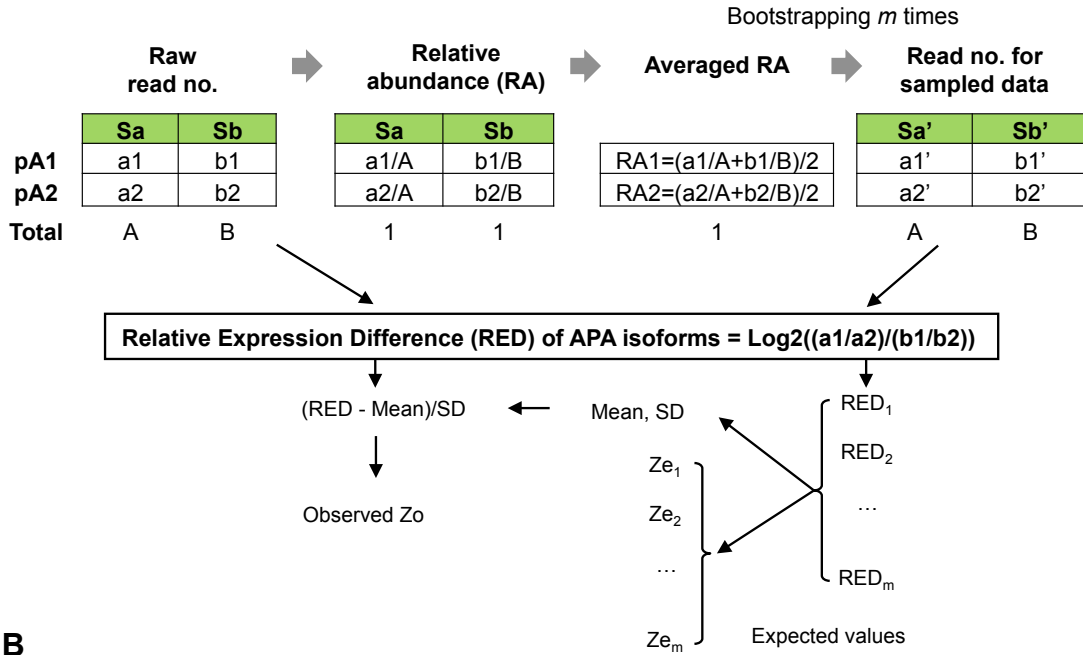 Bootstrapping m times
Raw
read no.
Relative
abundance (RA)
Averaged RA
Read no. for
sampled data
Sa Sb Sa Sb Sa’ Sb’
pA1 a1 b1 a1/A b1/B RA1=(a1/A+b1/B)/2 a1’ b1’
pA2 a2 b2 a2/A b2/B RA2=(a2/A+b2/B)/2 a2’ b2’
Total A B 1 1 1 A B
Relative Expression Difference (RED) of APA isoforms = Log2((a1/a2)/(b1/b2))
(RED - Mean)/SD
Mean, SD
RED1
RED2
…
REDm
Ze1
Ze2
…
Zem
Observed Zo
Expected values
B